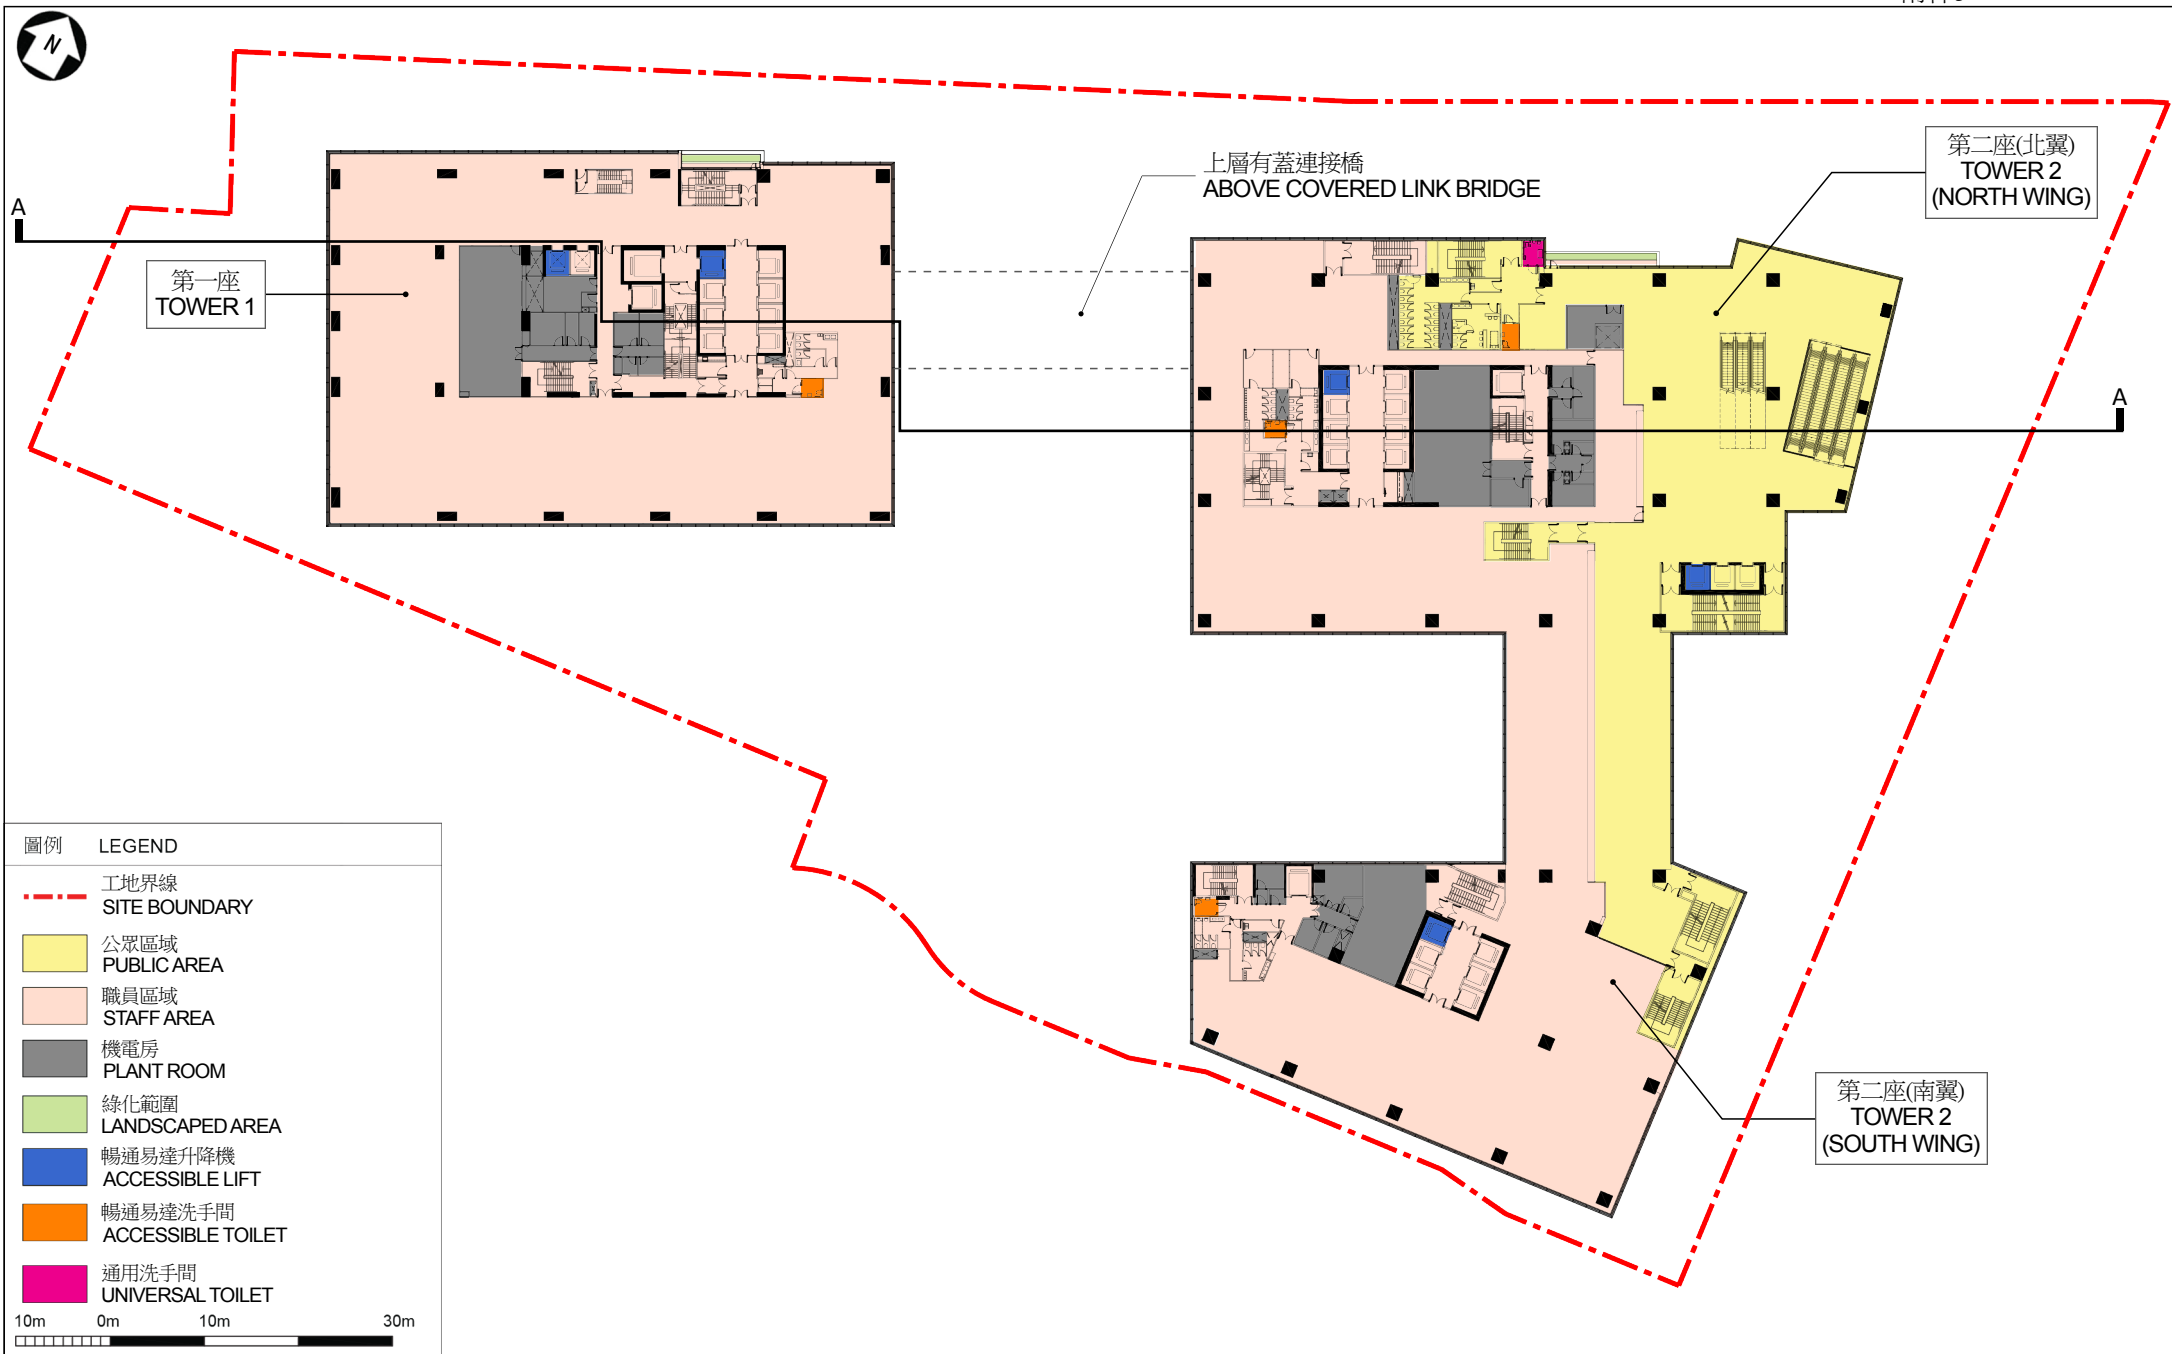 N
上層有蓋連接橋
ABOVE COVERED LINK BRIDGE
第二座(北翼)
TOWER 2
(NORTH WING)
A
第一座
TOWER 1
A
第二座(南翼)
TOWER 2
(SOUTH WING)
圖例 LEGEND
工地界線
SITE BOUNDARY
公眾區域
PUBLIC AREA
職員區域
STAFF AREA
機電房
PLANT ROOM
綠化範圍
LANDSCAPED AREA
暢通易達升降機
ACCESSIBLE LIFT
暢通易達洗手間
ACCESSIBLE TOILET
通用洗手間
UNIVERSAL TOILET
10m 0m 10m 30m